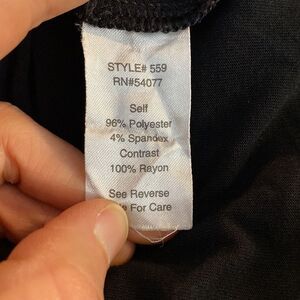 STYLE# 559
RN#54077
Self
96% Polyester
4% Spandex
Contrast
100% Rayon
See Reverse
For Care